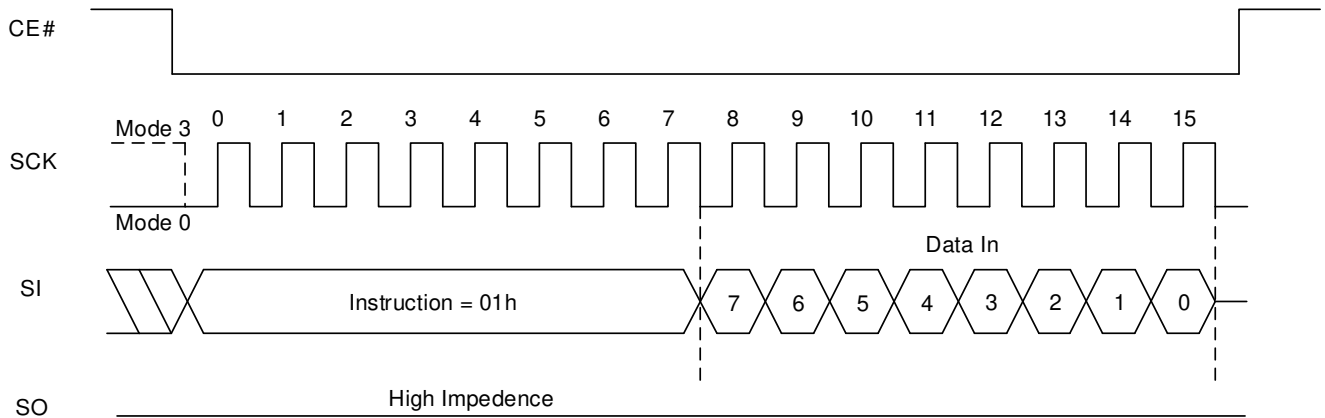 CE#
0 1 2 3 4 5 6 7 8 9 10 11 12 13 14 15
Mode 3
SCK
Mode 0
Data In
SI
Instruction = 01h
7 6 5 4 3 2 1 0
High Impedence
SO